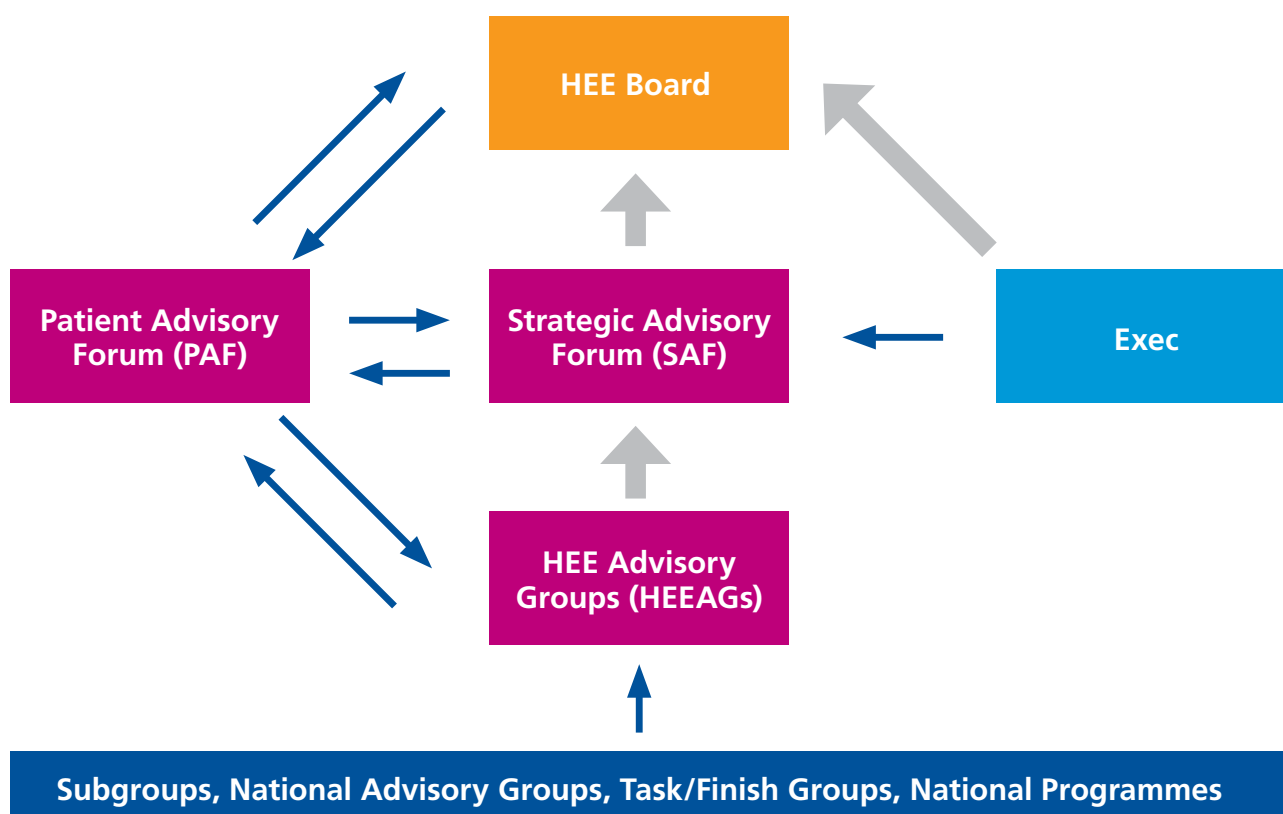 HEE Board
Patient Advisory
Forum (PAF)
Strategic Advisory
Forum (SAF)
Exec
HEE Advisory
Groups (HEEAGs)
Subgroups, National Advisory Groups, Task/Finish Groups, National Programmes